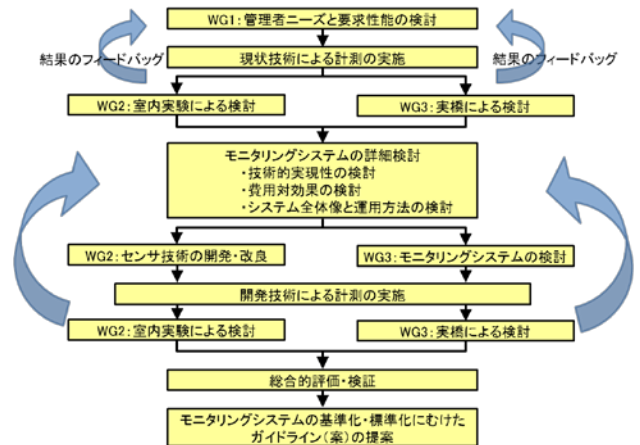 WG1:管理者ニーズと要求性能の検討
結果のフィードバッグ
現状技術による計測の実施
結果のフィードバッグ
WG2:室内実験による検討
WG3:実橋による検討
モニタリングシステムの詳細検討
・技術的実現性の検討
・費用対効果の検討
・システム全体像と運用方法の検討
WG2:センサ技術の開発・改良
WG3:モニタリングシステムの検討
開発技術による計測の実施
WG2:室内実験による検討
WG3:実橋による検討
総合的評価・検証
モニタリングシステムの基準化・標準化にむけた
ガイドライン(案)の提案